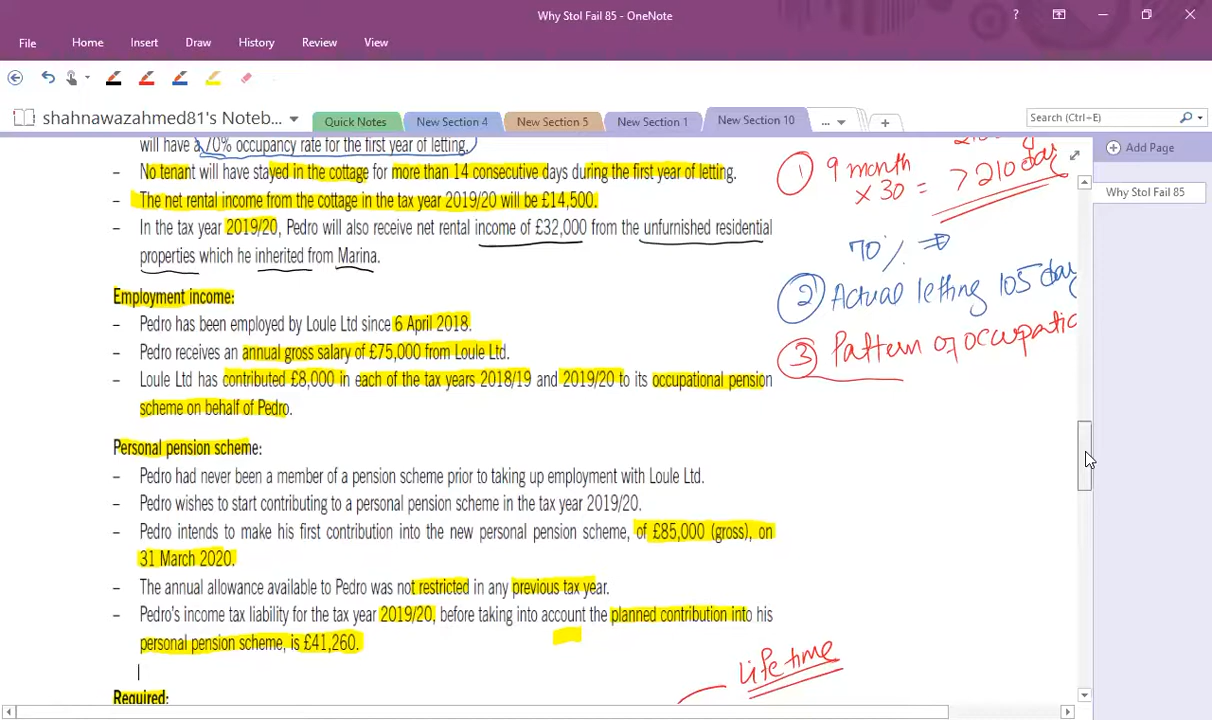 Why Stol Fail 85 - OneNote
?
File Home Insert Draw History Review View
shahnawazahmed81's Noteb... Quick Notes New Section 4 New Section 5 New Section 1 New Section 10 ... Search (Ctrl+E)
Add Page
Why Stol Fail 85
will have a 70% occupancy rate for the first year of letting.
- No tenant will have stayed in the cottage for more than 14 consecutive days during the first year of letting.
- The net rental income from the cottage in the tax year 2019/20 will be £14,500.
- In the tax year 2019/20, Pedro will also receive net rental income of £32,000 from the unfurnished residential
properties which he inherited from Marina.
Employment income:
- Pedro has been employed by Loule Ltd since 6 April 2018.
- Pedro receives an annual gross salary of £75,000 from Loule Ltd.
- Loule Ltd has contributed £8,000 in each of the tax years 2018/19 and 2019/20 to its occupational pension
scheme on behalf of Pedro.
Personal pension scheme:
- Pedro had never been a member of a pension scheme prior to taking up employment with Loule Ltd.
- Pedro wishes to start contributing to a personal pension scheme in the tax year 2019/20.
- Pedro intends to make his first contribution into the new personal pension scheme, of £85,000 (gross), on
31 March 2020.
- The annual allowance available to Pedro was not restricted in any previous tax year.
- Pedro's income tax liability for the tax year 2019/20, before taking into account the planned contribution into his
personal pension scheme, is £41,260.
Required:
① 9 month
× 30 = > 210 day
70% ⇒
② Actual letting 105 day
③ Pattern of occupatio
Lifetime